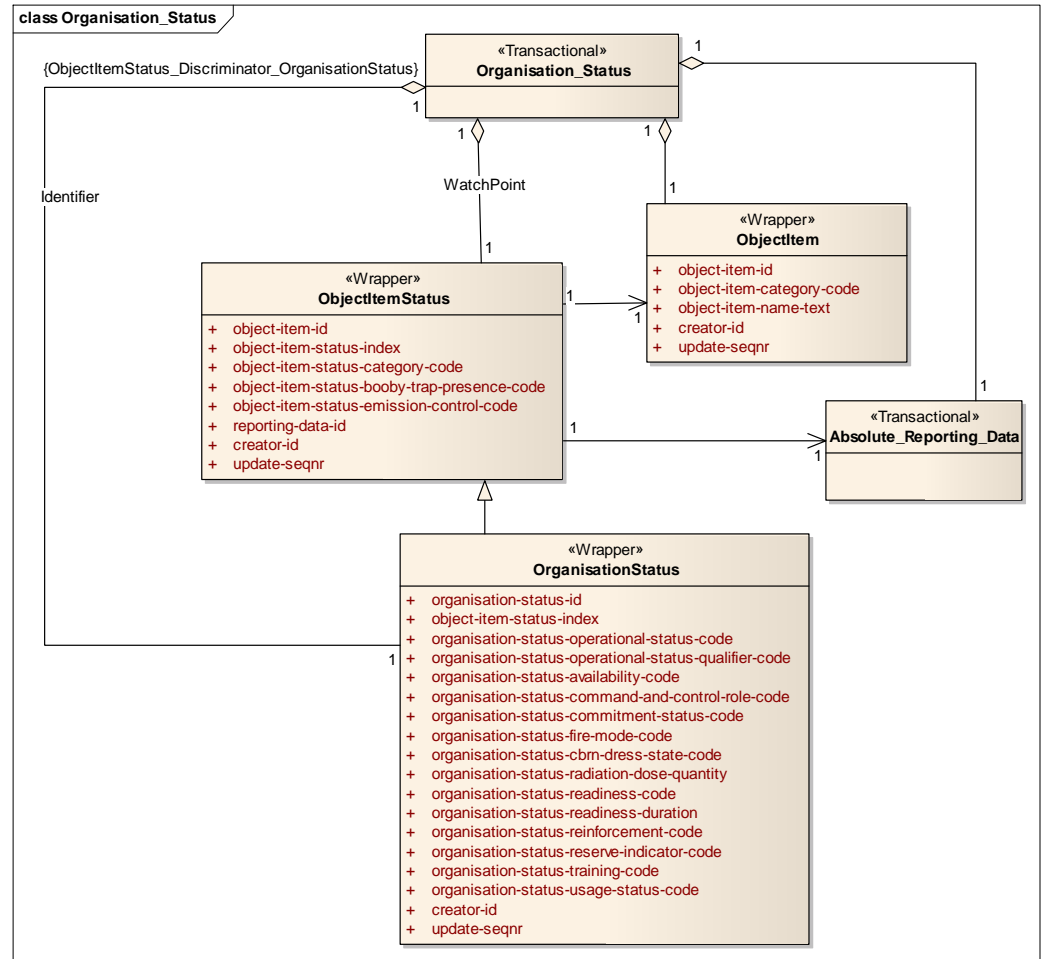 class Organisation_Status
«Transactional»
Organisation_Status
1
{ObjectItemStatus_Discriminator_OrganisationStatus}
1
1
1
WatchPoint
Identifier
1
1
«Wrapper»
ObjectItem
+ object-item-id
+ object-item-category-code
+ object-item-name-text
+ creator-id
+ update-seqnr
«Wrapper»
ObjectItemStatus
+ object-item-id
+ object-item-status-index
+ object-item-status-category-code
+ object-item-status-booby-trap-presence-code
+ object-item-status-emission-control-code
+ reporting-data-id
+ creator-id
+ update-seqnr
1
1
1
«Transactional»
Absolute_Reporting_Data
1
1
«Wrapper»
OrganisationStatus
+ organisation-status-id
+ object-item-status-index
+ organisation-status-operational-status-code
+ organisation-status-operational-status-qualifier-code
+ organisation-status-availability-code
+ organisation-status-command-and-control-role-code
+ organisation-status-commitment-status-code
+ organisation-status-fire-mode-code
+ organisation-status-cbrn-dress-state-code
+ organisation-status-radiation-dose-quantity
+ organisation-status-readiness-code
+ organisation-status-readiness-duration
+ organisation-status-reinforcement-code
+ organisation-status-reserve-indicator-code
+ organisation-status-training-code
+ organisation-status-usage-status-code
+ creator-id
+ update-seqnr
1